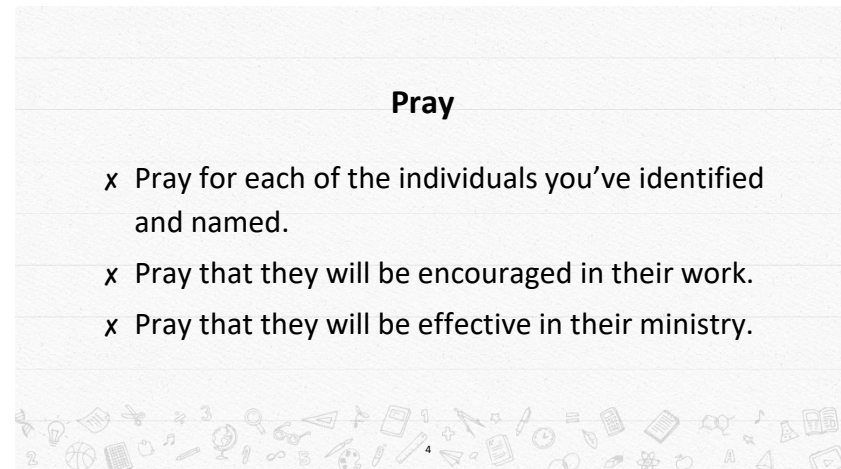 Pray
✗ Pray for each of the individuals you’ve identified
and named.
✗ Pray that they will be encouraged in their work.
✗ Pray that they will be effective in their ministry.
4